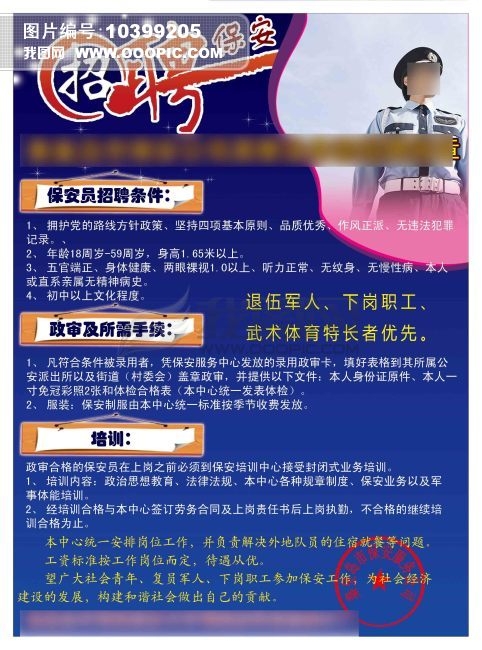 图片编号:10399205
我图网 WWW.OOOPIC.COM
招聘 保安
保安员招聘条件:
1、 拥护党的路线方针政策、坚持四项基本原则、品质优秀、作风正派、无违法犯罪
记录。、
2、 年龄18周岁-59周岁,身高1.65米以上。
3、 五官端正、身体健康、两眼裸视1.0以上、听力正常、无纹身、无慢性病、本人
或直系亲属无精神病史。
4、 初中以上文化程度。
退伍军人、下岗职工、
武术体育特长者优先。
政审及所需手续:
1、 凡符合条件被录用者,凭保安服务中心发放的录用政审卡,填好表格到其所属公
安派出所以及街道(村委会)盖章政审,并提供以下文件:本人身份证原件、本人一
寸免冠彩照2张和体检合格表(本中心统一发表体检)。
2、 服装:保安制服由本中心统一标准按季节收费发放。
培训:
政审合格的保安员在上岗之前必须到保安培训中心接受封闭式业务培训。
1、 培训内容:政治思想教育、法律法规、本中心各种规章制度、保安业务以及军
事体能培训。
2、 经培训合格与本中心签订劳务合同及上岗责任书后上岗执勤,不合格的继续培
训合格为止。
本中心统一安排岗位工作,并负责解决外地队员的住宿就餐等问题。
工资标准按工作岗位而定,待遇从优。
望广大社会青年、复员军人、下岗职工参加保安工作,为社会经济
建设的发展,构建和谐社会做出自己的贡献。